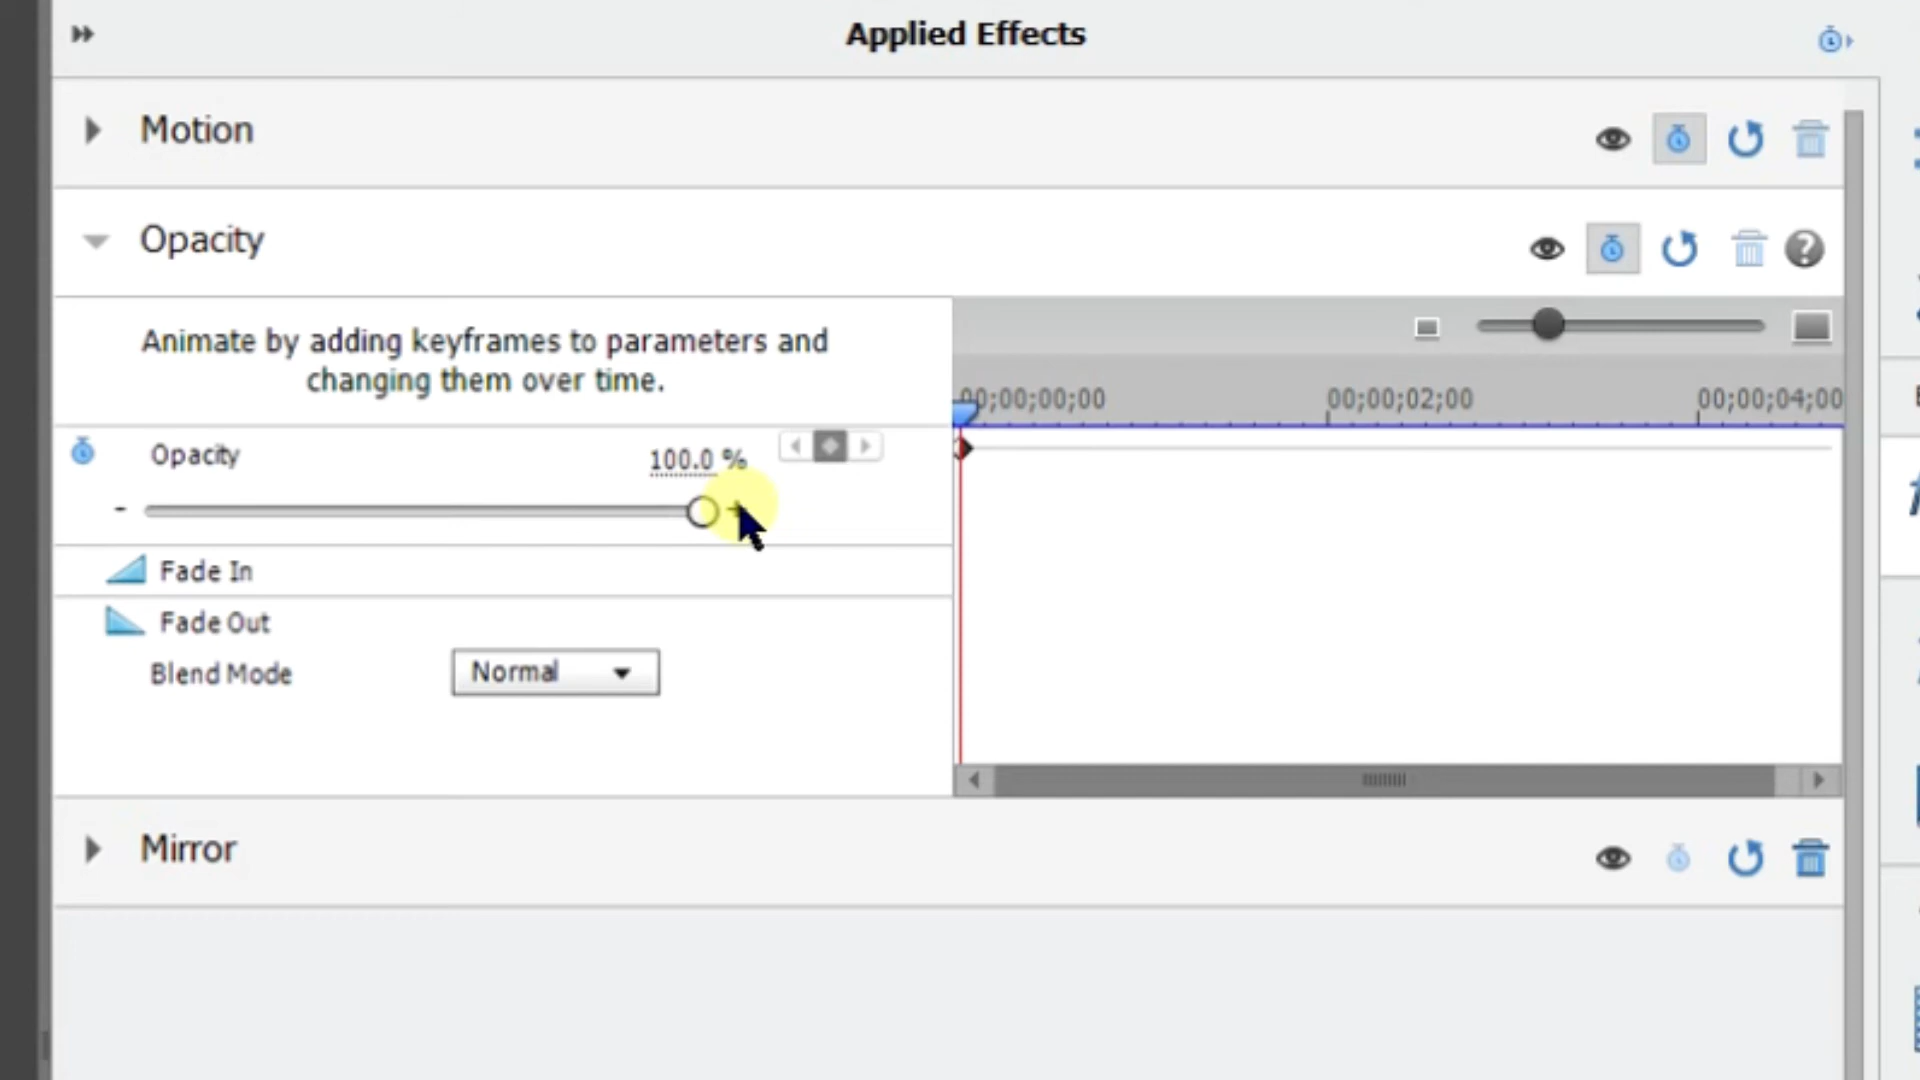 Applied Effects
Motion
Opacity
Animate by adding keyframes to parameters and
changing them over time.
00;00;00;00 00;00;02;00 00;00;04;00
Opacity 100.0 %
- +
Fade In
Fade Out
Blend Mode Normal
Mirror